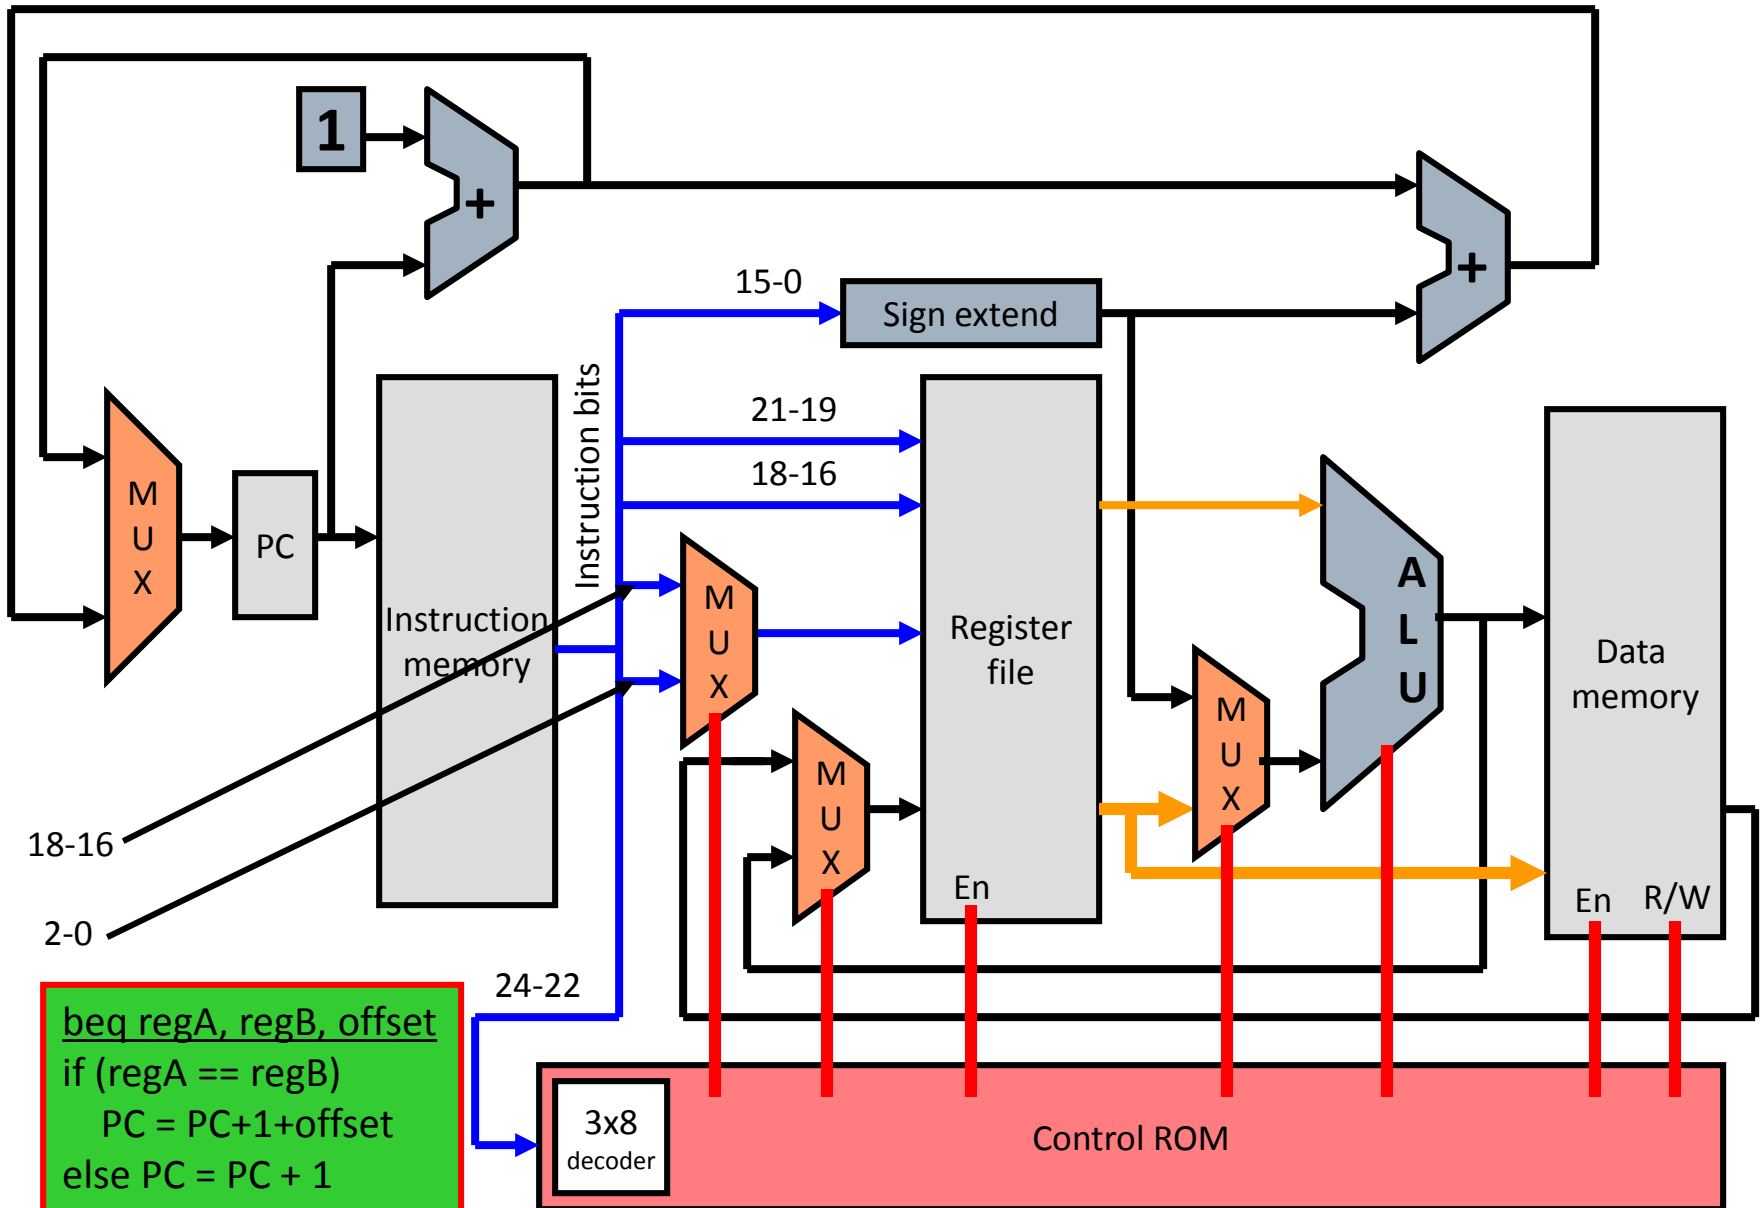 1
+
+
15-0
Sign extend
Instruction bits
21-19
18-16
M
U
X
PC
Instruction
memory
M
U
X
Register
file
A
L
U
Data
memory
M
U
X
M
U
X
18-16
2-0
En
En
R/W
24-22
beq regA, regB, offset
if (regA == regB)
PC = PC+1+offset
else PC = PC + 1
3x8
decoder
Control ROM